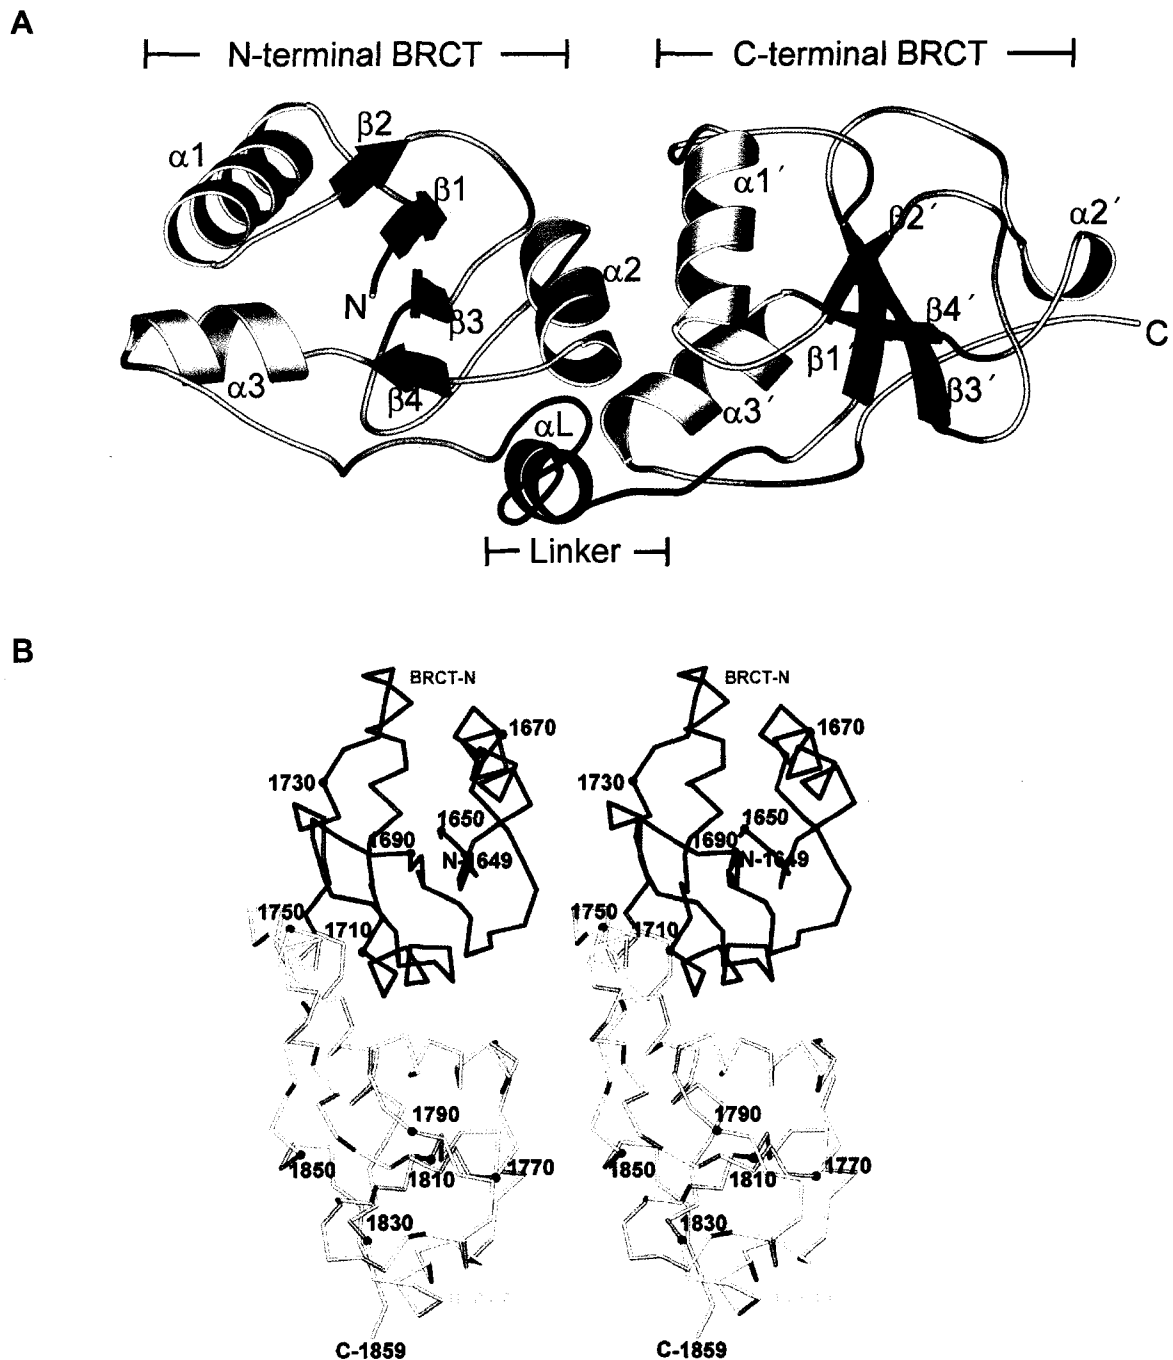 A
N-terminal BRCT C-terminal BRCT
β2
α1
α1´
β1
β2´
α2´
α2
N
β3
β4´
C
β1´
α3
β4
α3´
β3´
αL
Linker
B
BRCT-N BRCT-N
1670 1670
1730 1730
1650 1650
1690 1690
N-1649 N-1649
1750 1750
1710 1710
1790 1790
1850 1810 1770 1850 1810 1770
1830 1830
C-1859 C-1859